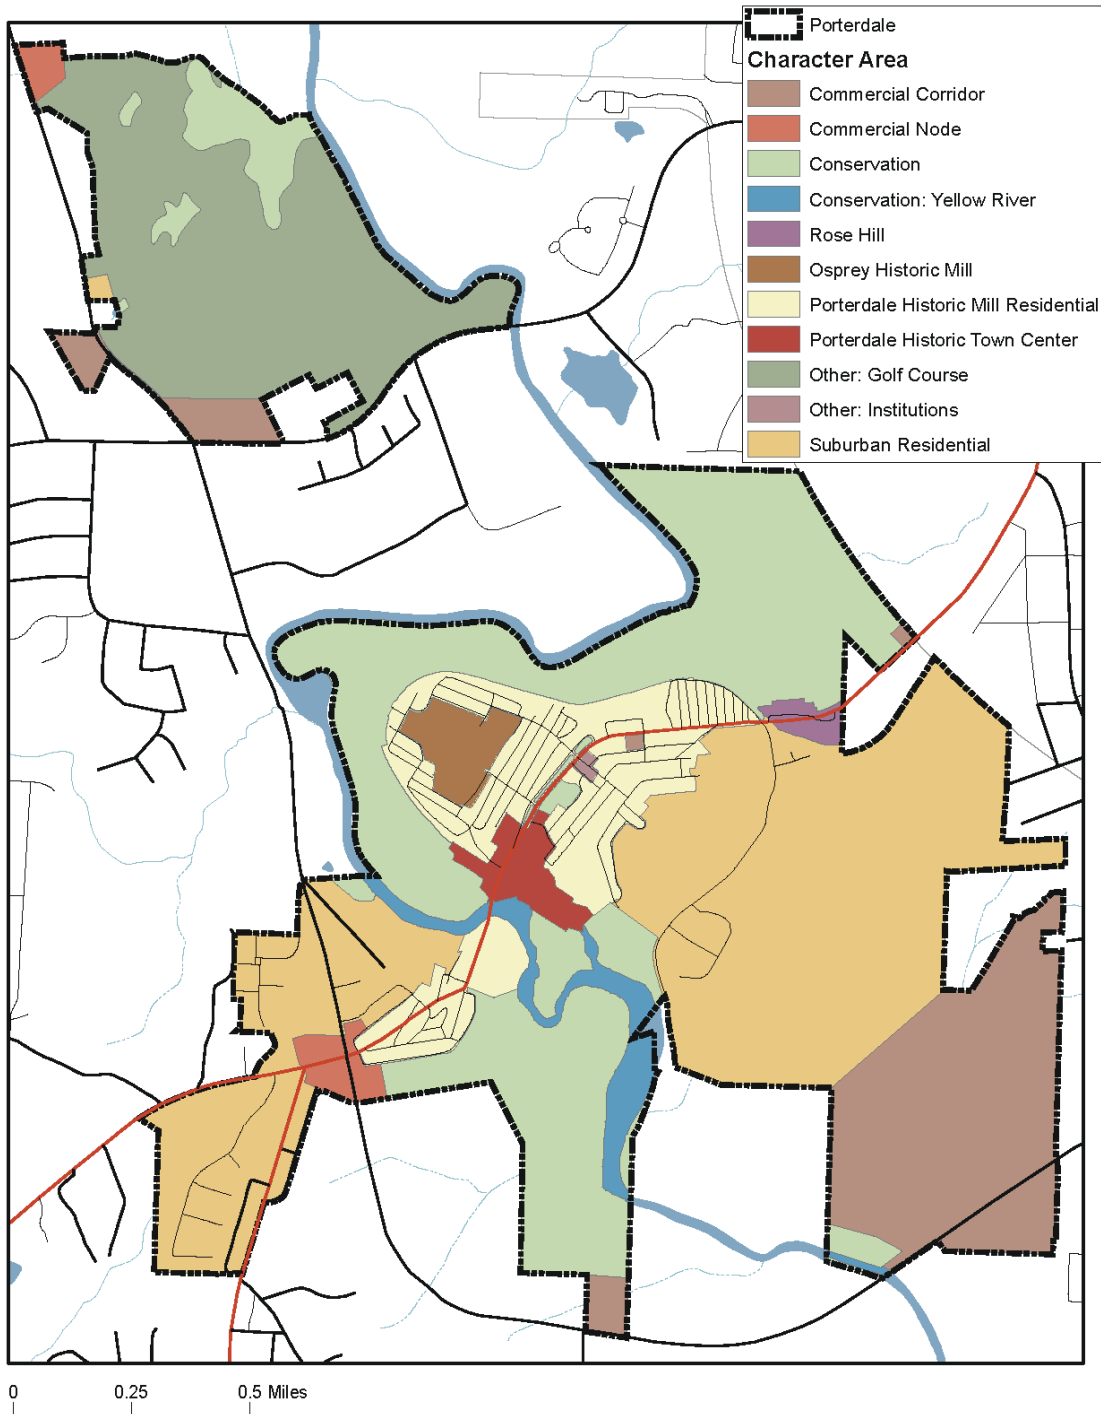 Porterdale
Character Area
Commercial Corridor
Commercial Node
Conservation
Conservation: Yellow River
Rose Hill
Osprey Historic Mill
Porterdale Historic Mill Residential
Porterdale Historic Town Center
Other: Golf Course
Other: Institutions
Suburban Residential
0 0.25 0.5 Miles